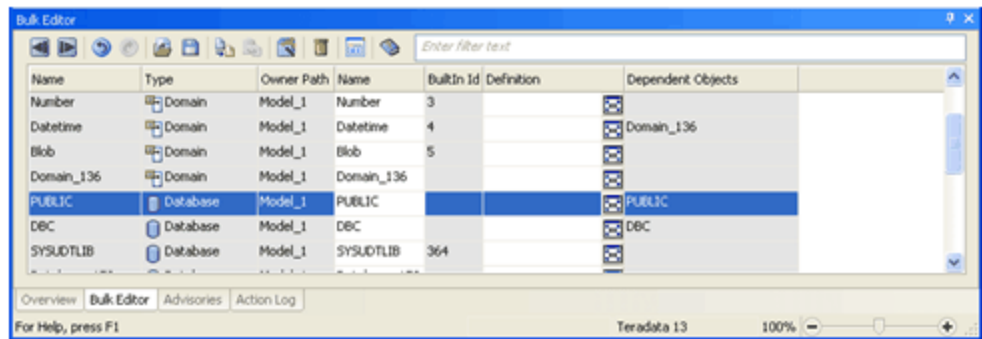 Bulk Editor
Enter filter text
Name Type Owner Path Name BuiltIn Id Definition Dependent Objects
Number Domain Model_1 Number 3
Datetime Domain Model_1 Datetime 4 Domain_136
Blob Domain Model_1 Blob 5
Domain_136 Domain Model_1 Domain_136
PUBLIC Database Model_1 PUBLIC PUBLIC
DBC Database Model_1 DBC DBC
SYSUDTLIB Database Model_1 SYSUDTLIB 364
Overview Bulk Editor Advisories Action Log
For Help, press F1 Teradata 13 100%